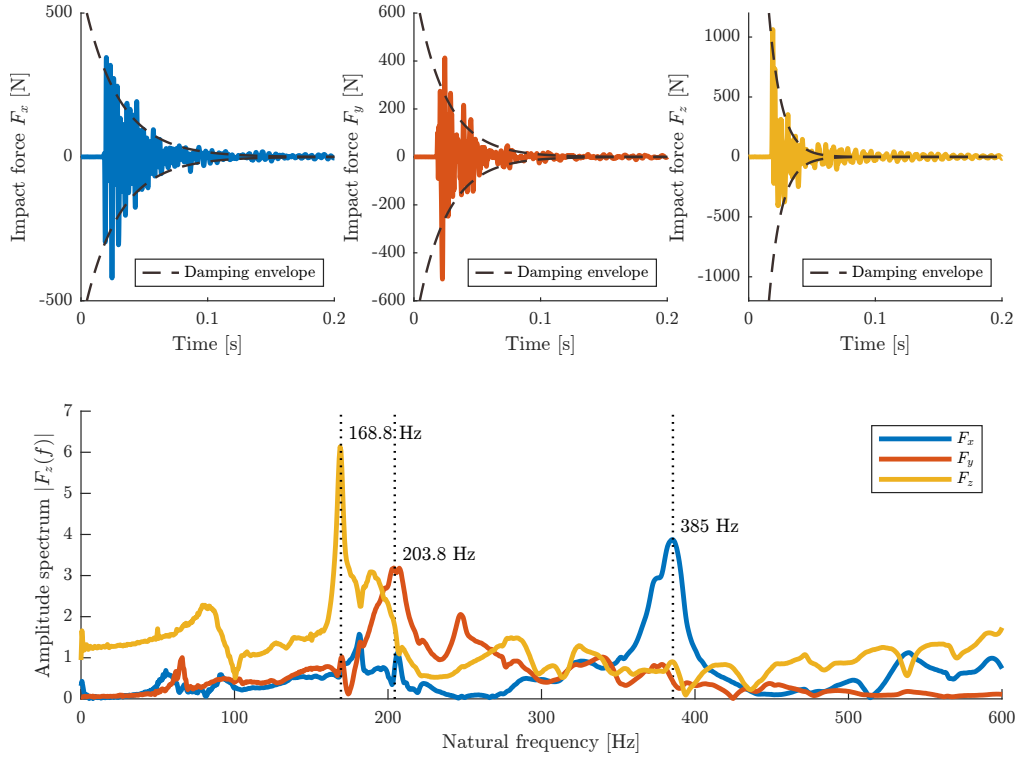 500
0
-500
0
0.1
0.2
Impact force F_x [N]
Time [s]
Damping envelope
600
400
200
0
-200
-400
-600
0
0.1
0.2
Impact force F_y [N]
Time [s]
Damping envelope
1000
500
0
-500
-1000
0
0.1
0.2
Impact force F_z [N]
Time [s]
Damping envelope
7
6
5
4
3
2
1
0
0
100
200
300
400
500
600
Amplitude spectrum |F_z(f)|
Natural frequency [Hz]
168.8 Hz
203.8 Hz
385 Hz
F_x
F_y
F_z